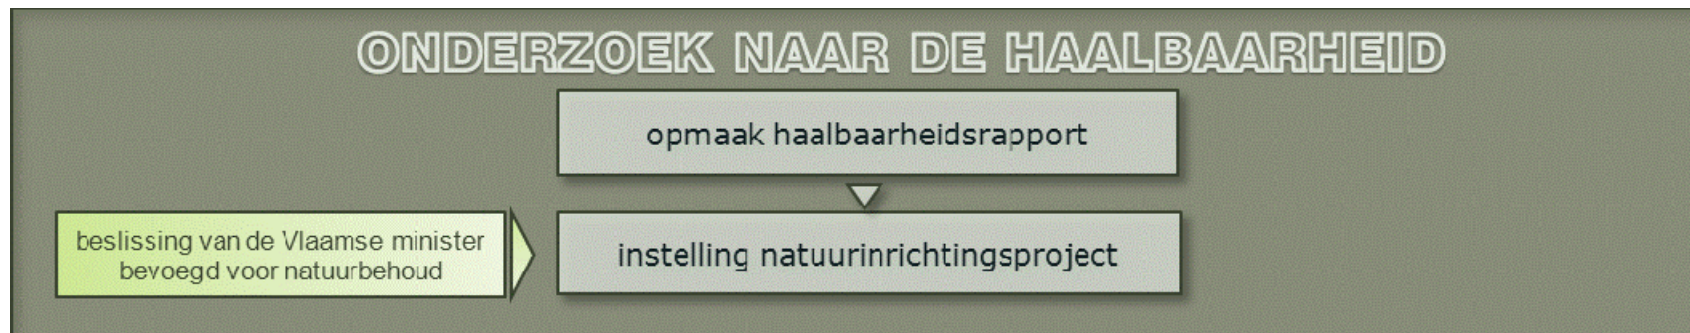 ONDERZOEK NAAR DE HAALBAARHEID
opmaak haalbaarheidsrapport
beslissing van de Vlaamse minister
bevoegd voor natuurbehoud
instelling natuurinrichtingsproject